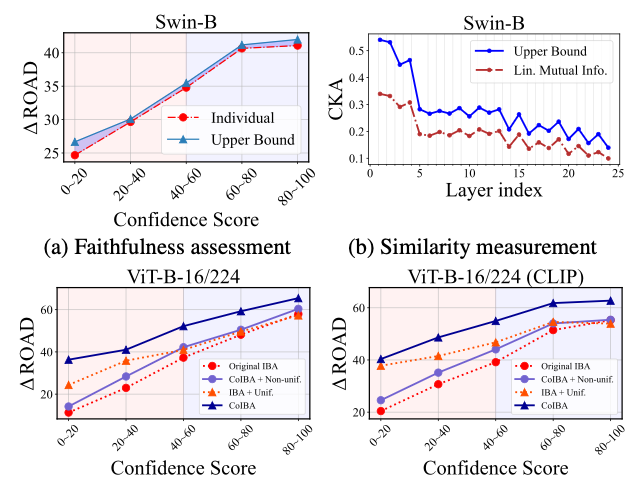 Swin-B
Δ ROAD
40
35
30
25
Individual
Upper Bound
0~20
20~40
40~60
60~80
80~100
Confidence Score
(a) Faithfulness assessment
Swin-B
CKA
0.5
0.4
0.3
0.2
0.1
Upper Bound
Lin. Mutual Info.
0
5
10
15
20
25
Layer index
(b) Similarity measurement
ViT-B-16/224
Δ ROAD
60
40
20
Original IBA
CoIBA + Non-unif.
IBA + Unif.
CoIBA
0~20
20~40
40~60
60~80
80~100
Confidence Score
ViT-B-16/224 (CLIP)
Δ ROAD
60
40
20
Original IBA
CoIBA + Non-unif.
IBA + Unif.
CoIBA
0~20
20~40
40~60
60~80
80~100
Confidence Score